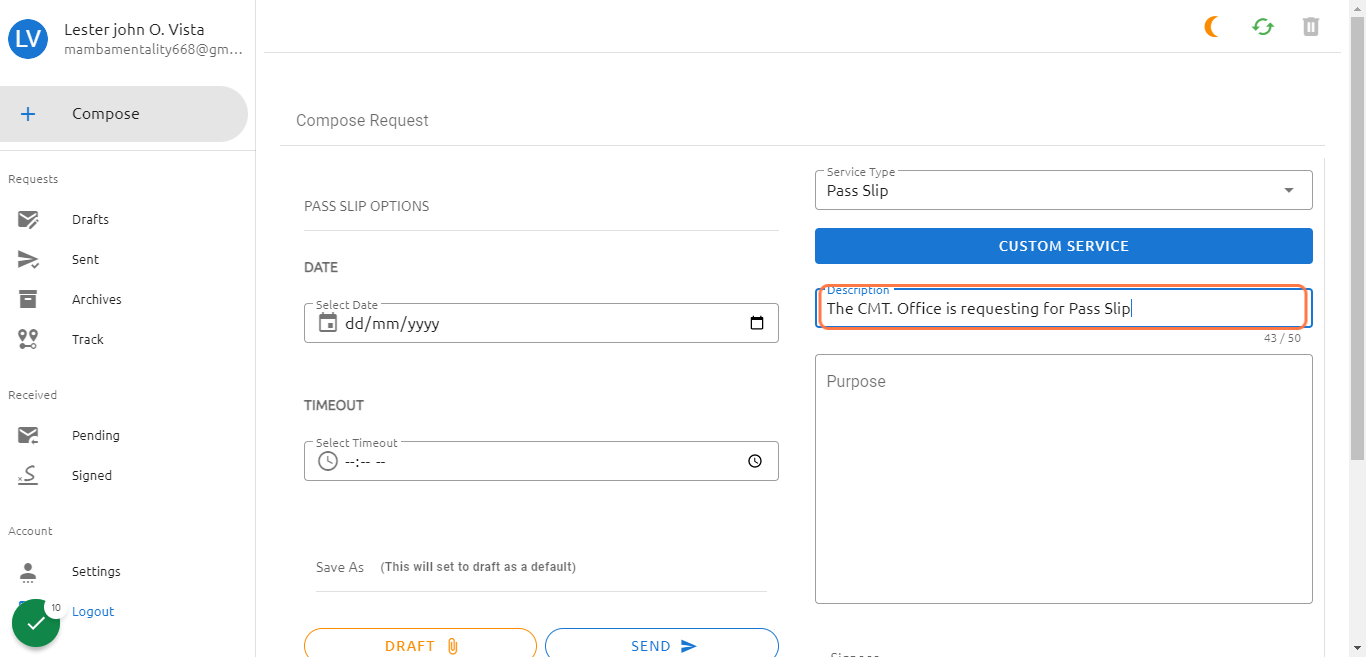 LV
Lester john O. Vista
mambamentality668@gm...
Compose
Requests
Drafts
Sent
Archives
Track
Received
Pending
Signed
Account
Settings
10
Logout
Compose Request
PASS SLIP OPTIONS
DATE
Select Date
dd/mm/yyyy
TIMEOUT
Select Timeout
--:-- --
Save As (This will set to draft as a default)
DRAFT
SEND
Service Type
Pass Slip
CUSTOM SERVICE
Description
The CMT. Office is requesting for Pass Slip
43 / 50
Purpose